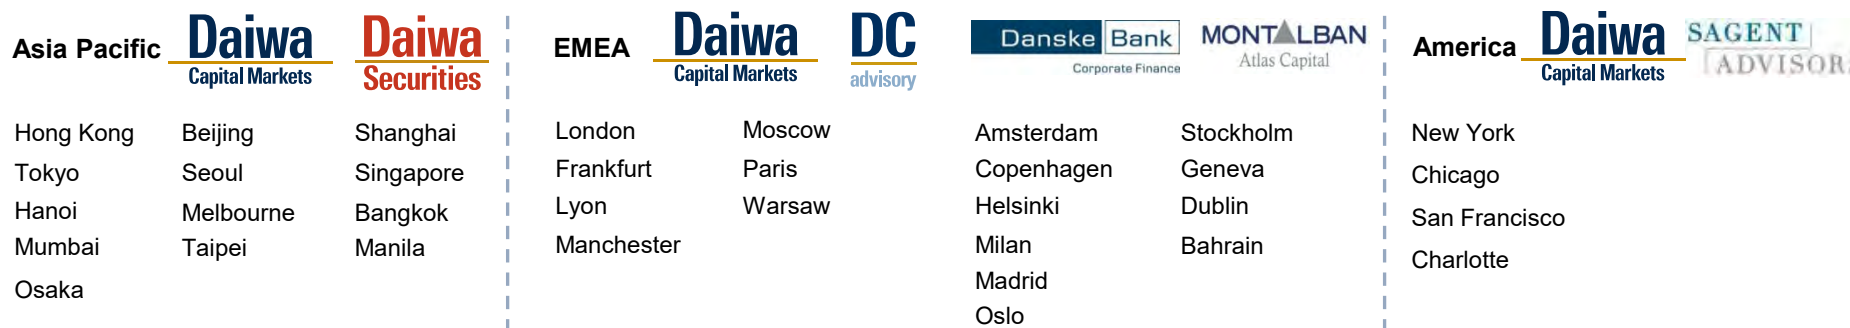 Asia Pacific
Daiwa
Capital Markets
Daiwa
Securities
Hong Kong Beijing Shanghai
Tokyo Seoul Singapore
Hanoi Melbourne Bangkok
Mumbai Taipei Manila
Osaka
EMEA
Daiwa
Capital Markets
DC
advisory
Danske Bank
Corporate Finance
MONTALBAN
Atlas Capital
London Moscow Amsterdam Stockholm
Frankfurt Paris Copenhagen Geneva
Lyon Warsaw Helsinki Dublin
Manchester Milan Bahrain
Madrid
Oslo
America
Daiwa
Capital Markets
SAGENT
ADVISORS
New York
Chicago
San Francisco
Charlotte